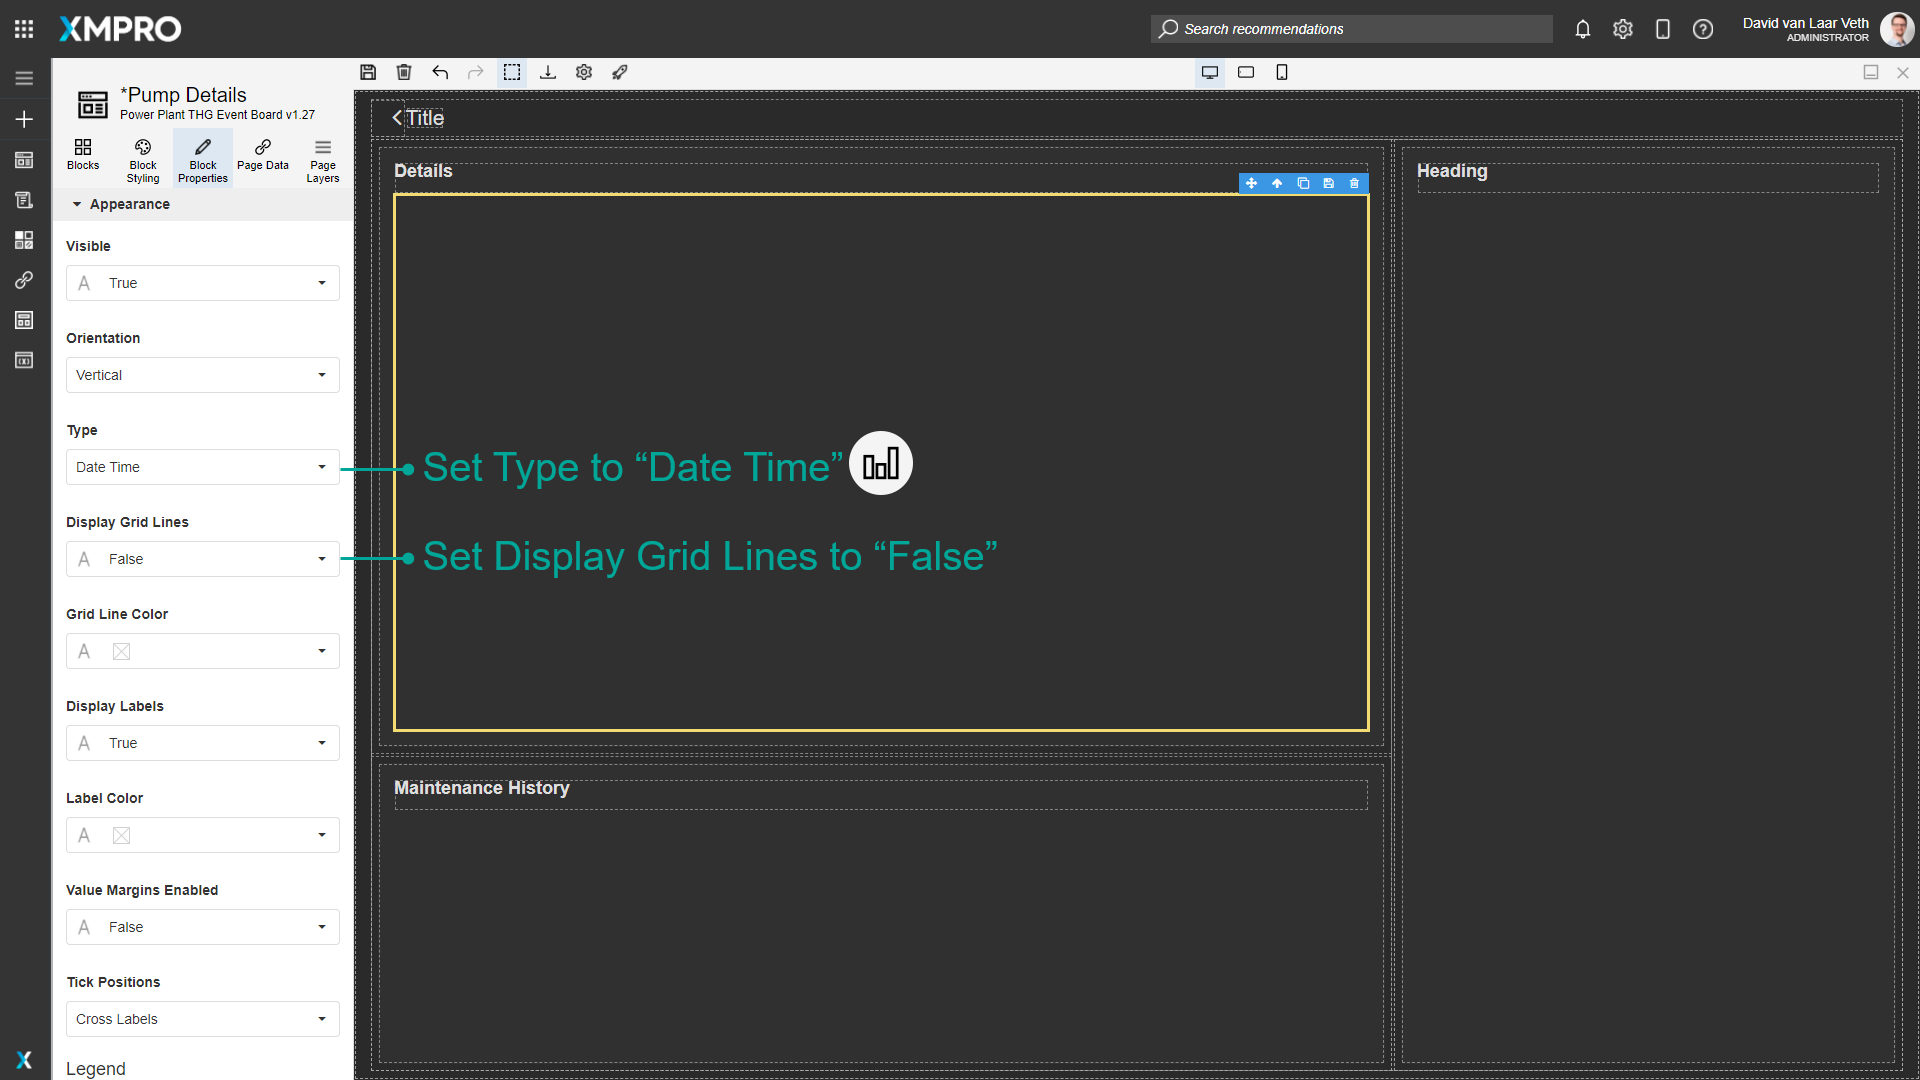 XMPRO
Search recommendations
David van Laar Veth
ADMINISTRATOR
*Pump Details
Power Plant THG Event Board v1.27
Blocks
Block Styling
Block Properties
Page Data
Page Layers
Appearance
Visible
A True
Orientation
Vertical
Type
Date Time
Display Grid Lines
A False
Grid Line Color
A
Display Labels
A True
Label Color
A
Value Margins Enabled
A False
Tick Positions
Cross Labels
Legend
Title
Details
Heading
Set Type to “Date Time”
Set Display Grid Lines to “False”
Maintenance History